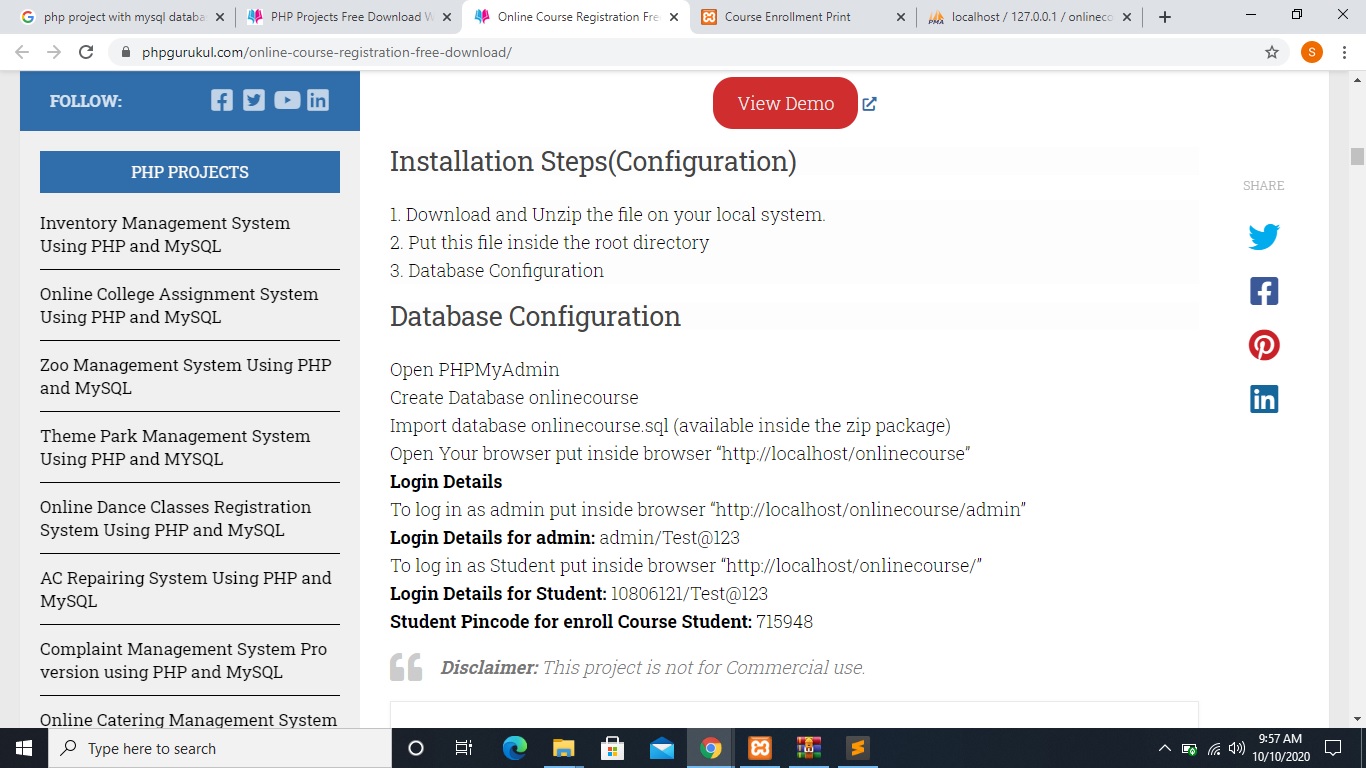 php project with mysql databa
PHP Projects Free Download W
Online Course Registration Fre
Course Enrollment Print
localhost / 127.0.0.1 / onlineco
phpgurukul.com/online-course-registration-free-download/
S
FOLLOW:
PHP PROJECTS
Inventory Management System
Using PHP and MySQL
Online College Assignment System
Using PHP and MySQL
Zoo Management System Using PHP
and MySQL
Theme Park Management System
Using PHP and MYSQL
Online Dance Classes Registration
System Using PHP and MySQL
AC Repairing System Using PHP and
MySQL
Complaint Management System Pro
version using PHP and MySQL
Online Catering Management System
View Demo
Installation Steps(Configuration)
1. Download and Unzip the file on your local system.
2. Put this file inside the root directory
3. Database Configuration
Database Configuration
Open PHPMyAdmin
Create Database onlinecourse
Import database onlinecourse.sql (available inside the zip package)
Open Your browser put inside browser “http://localhost/onlinecourse”
Login Details
To log in as admin put inside browser “http://localhost/onlinecourse/admin”
Login Details for admin: admin/Test@123
To log in as Student put inside browser “http://localhost/onlinecourse/”
Login Details for Student: 10806121/Test@123
Student Pincode for enroll Course Student: 715948
Disclaimer: This project is not for Commercial use.
SHARE
Type here to search
9:57 AM
10/10/2020